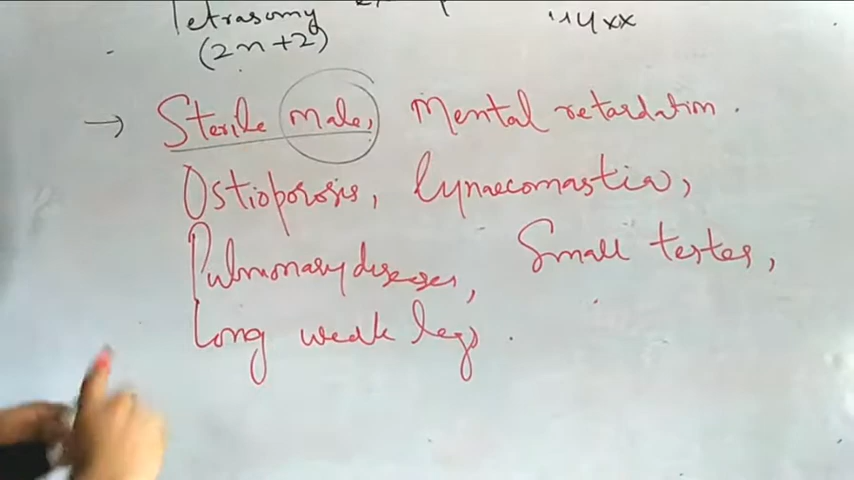 Tetrasomy
(2n+2)
44xx
→ Sterile male, Mental retardation.
Ostioporosis, Gynaecomastia,
Pulmonary diseases, Small testes,
Long weak legs.